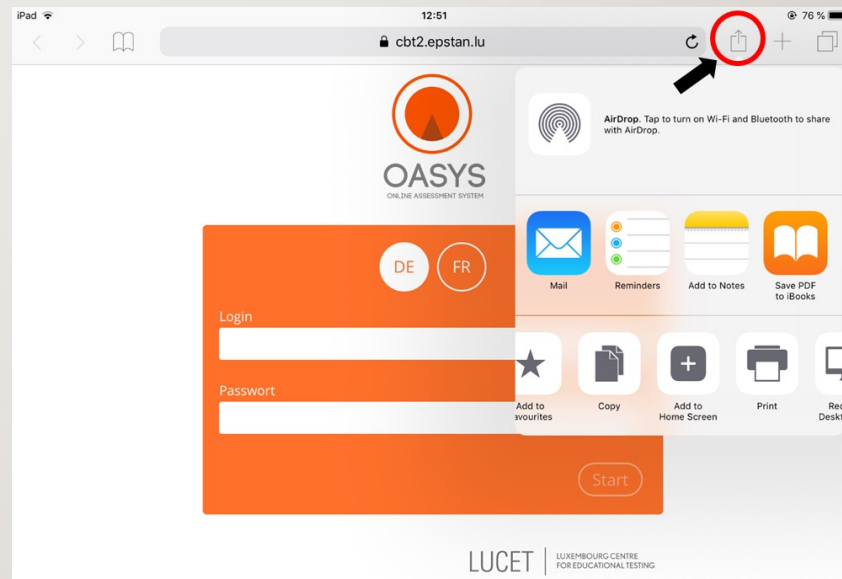 iPad
12:51
76 %
cbt2.epstan.lu
AirDrop. Tap to turn on Wi-Fi and Bluetooth to share
with AirDrop.
OASYS
ONLINE ASSESSMENT SYSTEM
DE
FR
Mail
Reminders
Add to Notes
Save PDF
to iBooks
Login
Passwort
Add to
avourites
Copy
Add to
Home Screen
Print
Start
LUCET
LUXEMBOURG CENTRE
FOR EDUCATIONAL TESTING